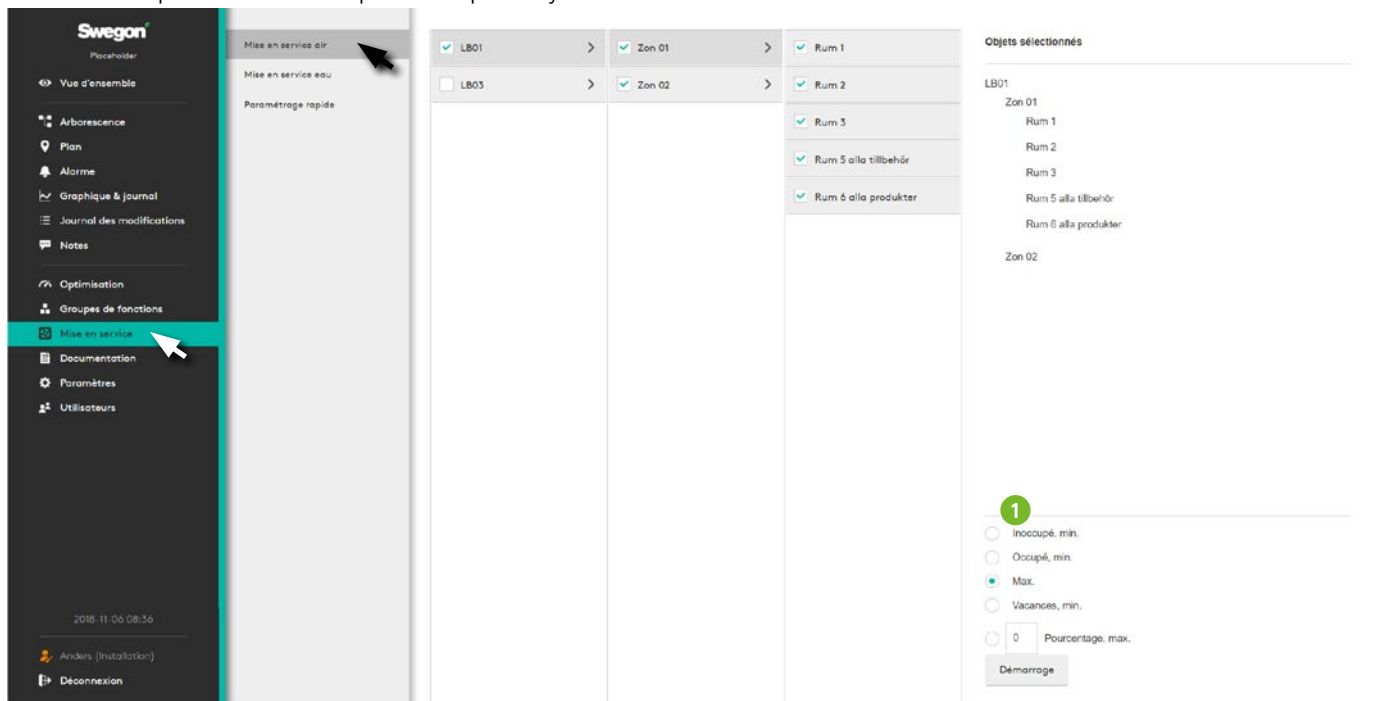 Swegon
Placeholder
Vue d'ensemble
Arborescence
Plan
Alarme
Graphique & journal
Journal des modifications
Notes
Optimisation
Groupes de fonctions
Mise en service
Documentation
Paramètres
Utilisateurs
2018-11-06 08:36
Anders (Installation)
Déconnexion
Mise en service air
Mise en service eau
Paramétrage rapide
LB01
LB03
Zon 01
Zon 02
Rum 1
Rum 2
Rum 3
Rum 5 alla tillbehör
Rum 6 alla produkter
Objets sélectionnés
LB01
Zon 01
Rum 1
Rum 2
Rum 3
Rum 5 alla tillbehör
Rum 6 alla produkter
Zon 02
1
Inoccupé, min.
Occupé, min.
Max.
Vacances, min.
0 Pourcentage, max.
Démarrage